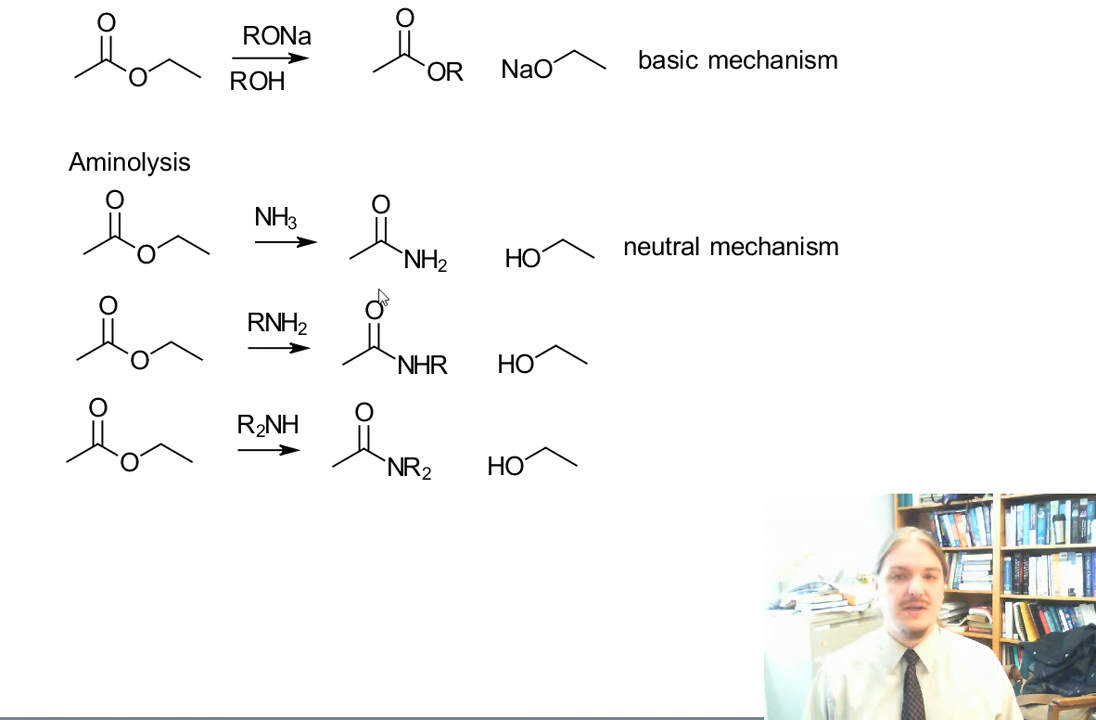 O RONa O
O ROH OR NaO basic mechanism
Aminolysis
O NH₃ O
O NH₂ HO neutral mechanism
O RNH₂ O
O NHR HO
O R₂NH O
O NR₂ HO